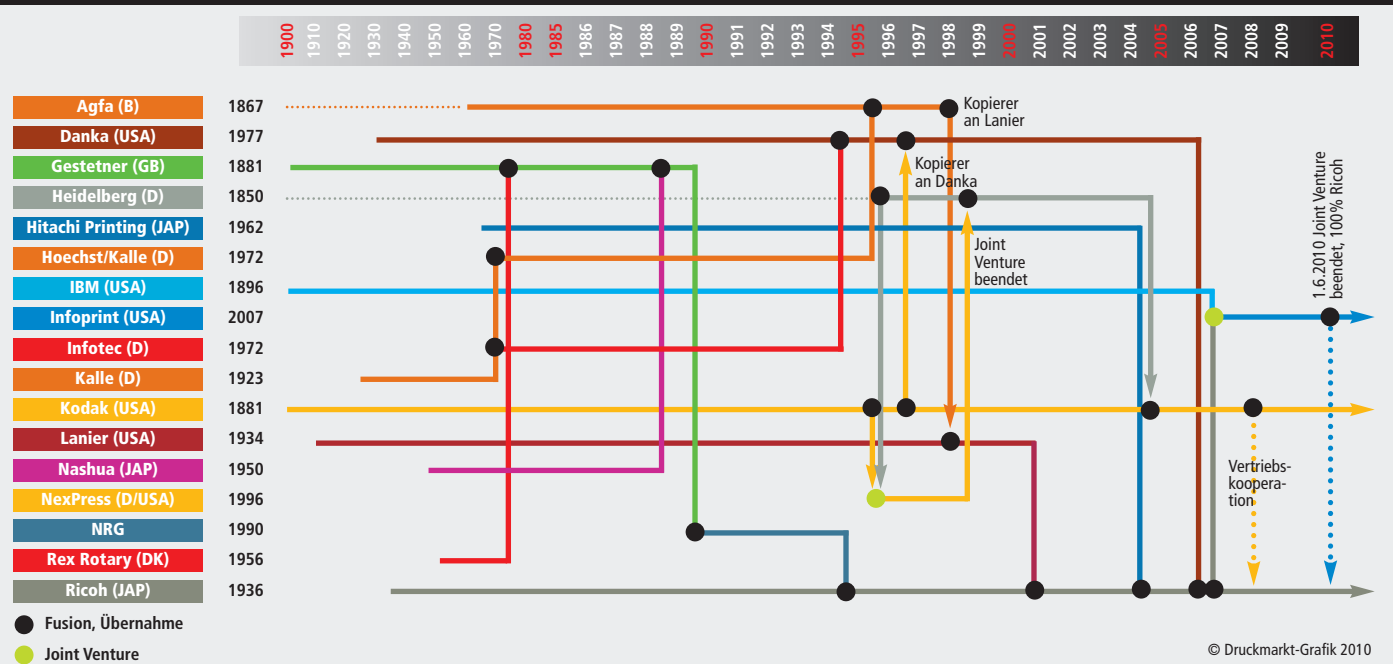 1900 1910 1920 1930 1940 1950 1960 1970 1980 1985 1986 1987 1988 1989 1990 1991 1992 1993 1994 1995 1996 1997 1998 1999 2000 2001 2002 2003 2004 2005 2006 2007 2008 2009 2010
Agfa (B) 1867
Danka (USA) 1977
Gestetner (GB) 1881
Heidelberg (D) 1850
Hitachi Printing (JAP) 1962
Hoechst/Kalle (D) 1972
IBM (USA) 1896
Infoprint (USA) 2007
Infotec (D) 1972
Kalle (D) 1923
Kodak (USA) 1881
Lanier (USA) 1934
Nashua (JAP) 1950
NexPress (D/USA) 1996
NRG 1990
Rex Rotary (DK) 1956
Ricoh (JAP) 1936
Kopierer
an Lanier
Kopierer
an Danka
Joint
Venture
beendet
1.6.2010 Joint Venture
beendet, 100% Ricoh
Vertriebs-
koopera-
tion
Fusion, Übernahme
Joint Venture
© Druckmarkt-Grafik 2010